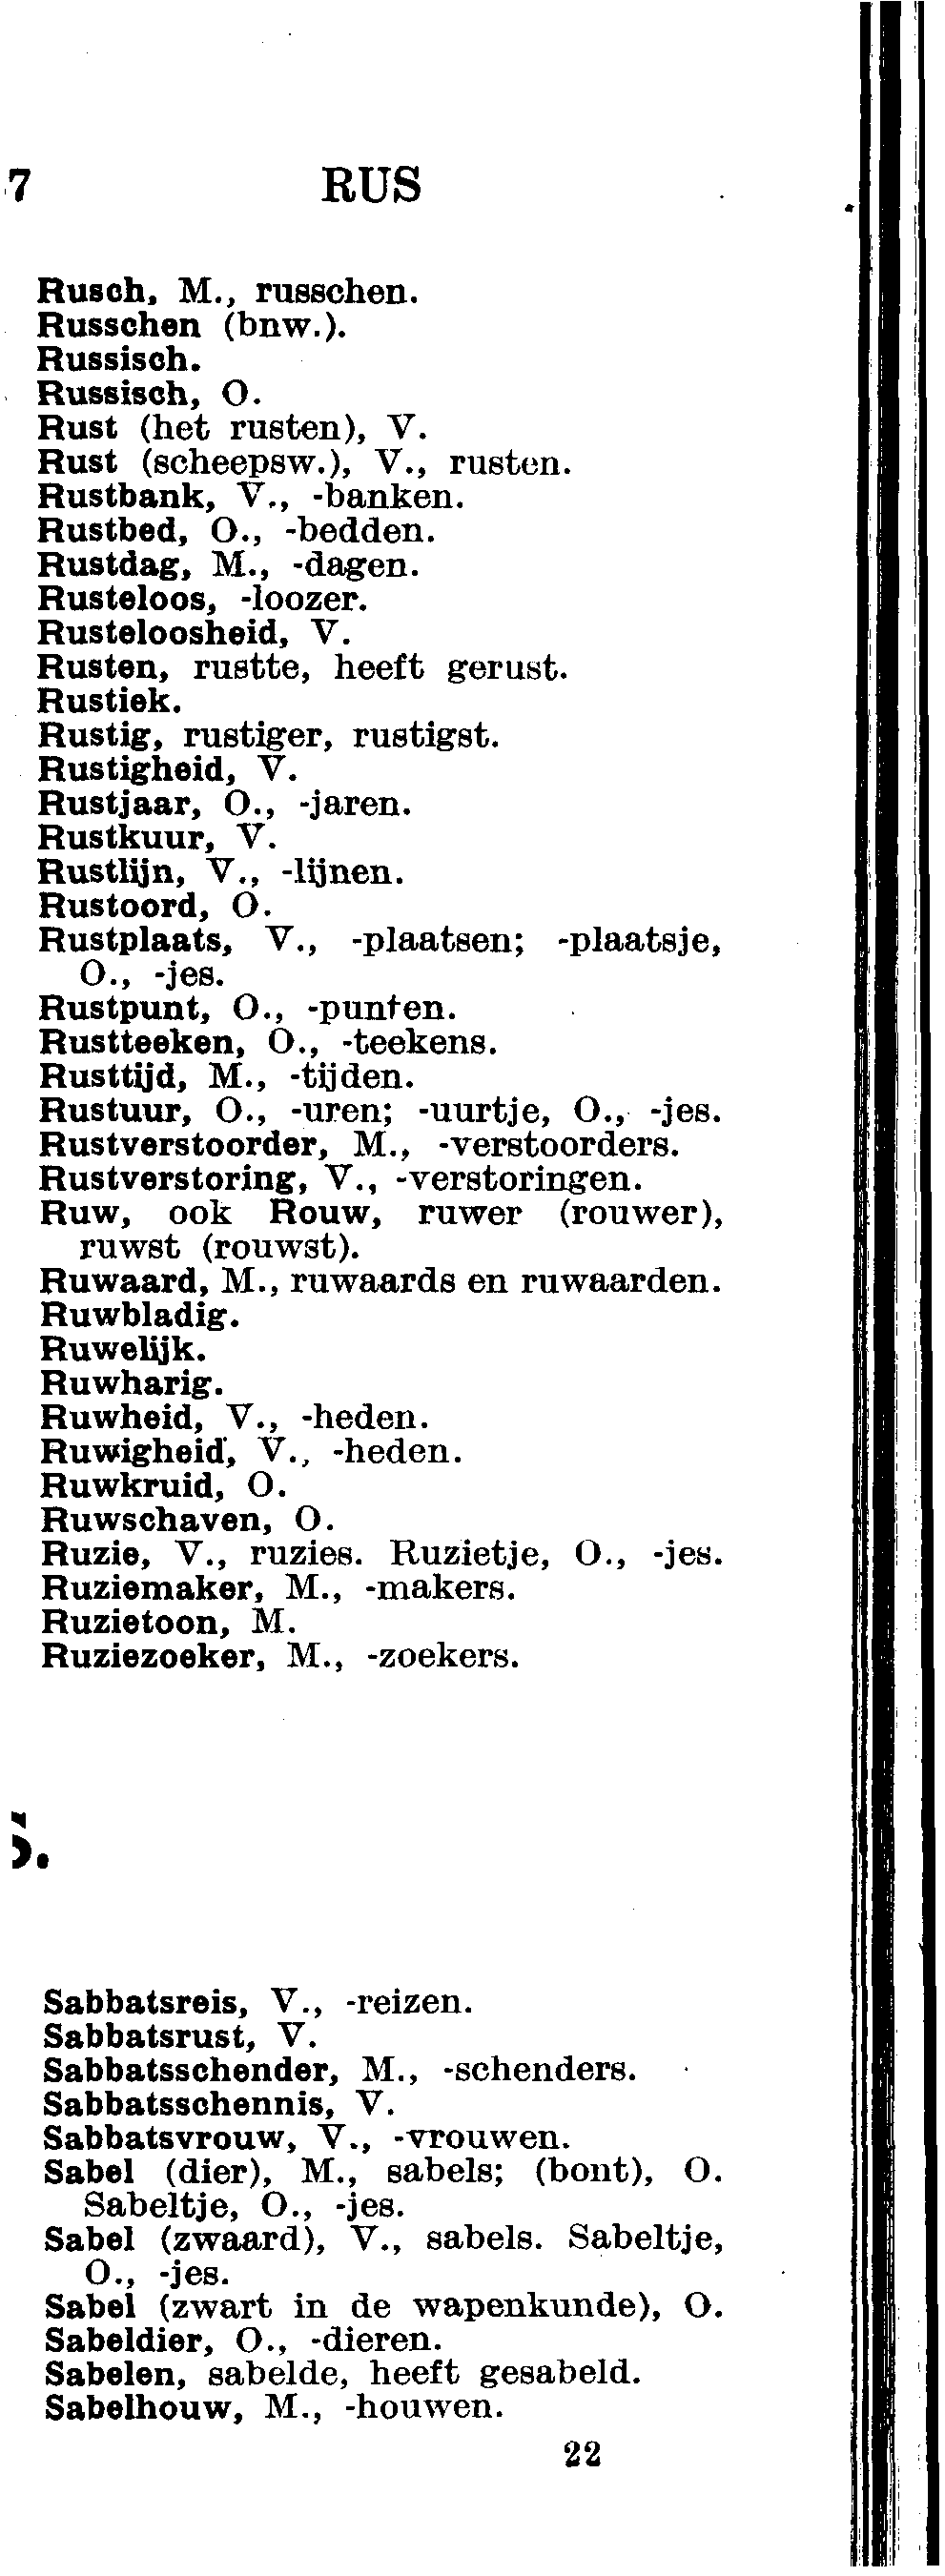 7 RUS
Rusch, M., russchen.
Russchen (bnw.).
Russisch.
Russisch, O.
Rust (het rusten), V.
Rust (scheepsw.), V., rusten.
Rustbank, V., -banken.
Rustbed, O., -bedden.
Rustdag, M., -dagen.
Rusteloos, -loozer.
Rusteloosheid, V.
Rusten, rustte, heeft gerust.
Rustiek.
Rustig, rustiger, rustigst.
Rustigheid, V.
Rustjaar, O., -jaren.
Rustkuur, V.
Rustlijn, V., -lijnen.
Rustoord, O.
Rustplaats, V., -plaatsen; -plaatsje,
O., -jes.
Rustpunt, O., -punten.
Rustteeken, O., -teekens.
Rusttijd, M., -tijden.
Rustuur, O., -uren; -uurtje, O., -jes.
Rustverstoorder, M., -verstoorders.
Rustverstoring, V., -verstoringen.
Ruw, ook Rouw, ruwer (rouwer),
ruwst (rouwst).
Ruwaard, M., ruwaards en ruwaarden.
Ruwbladig.
Ruwelijk.
Ruwharig.
Ruwheid, V., -heden.
Ruwigheid, V., -heden.
Ruwkruid, O.
Ruwschaven, O.
Ruzie, V., ruzies. Ruzietje, O., -jes.
Ruziemaker, M., -makers.
Ruzietoon, M.
Ruziezoeker, M., -zoekers.
S.
Sabbatsreis, V., -reizen.
Sabbatsrust, V.
Sabbatsschender, M., -schenders.
Sabbatsschennis, V.
Sabbatsvrouw, V., -vrouwen.
Sabel (dier), M., sabels; (bont), O.
Sabeltje, O., -jes.
Sabel (zwaard), V., sabels. Sabeltje,
O., -jes.
Sabel (zwart in de wapenkunde), O.
Sabeldier, O., -dieren.
Sabelen, sabelde, heeft gesabeld.
Sabelhouw, M., -houwen.
22